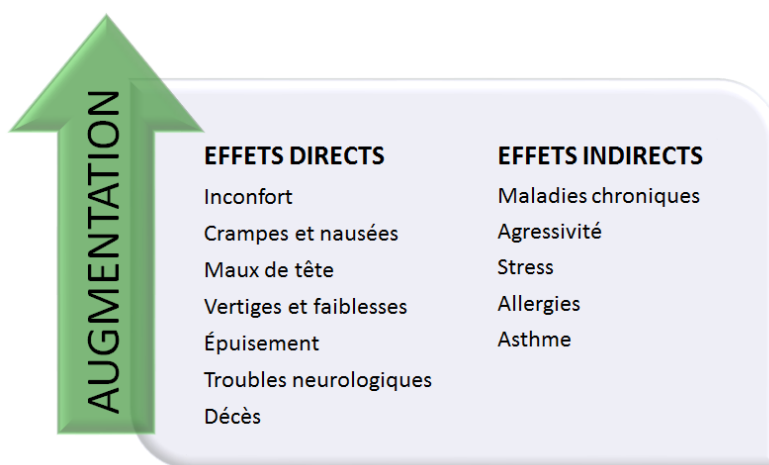 AUGMENTATION
EFFETS DIRECTS
Inconfort
Crampes et nausées
Maux de tête
Vertiges et faiblesses
Épuisement
Troubles neurologiques
Décès
EFFETS INDIRECTS
Maladies chroniques
Agressivité
Stress
Allergies
Asthme